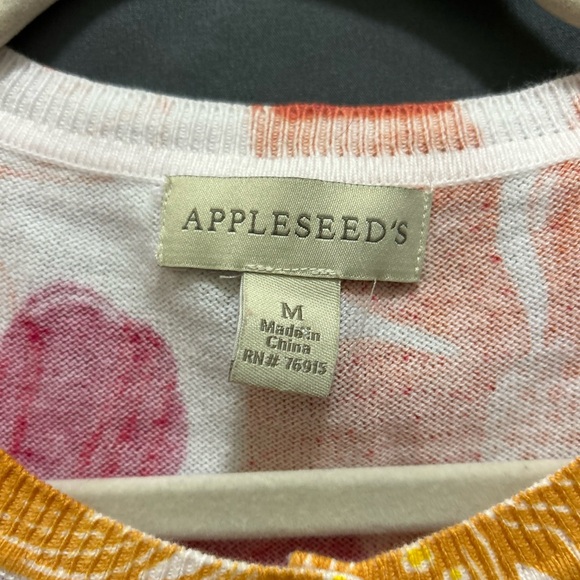 APPLESEED'S
M
Made in
China
RN# 76915